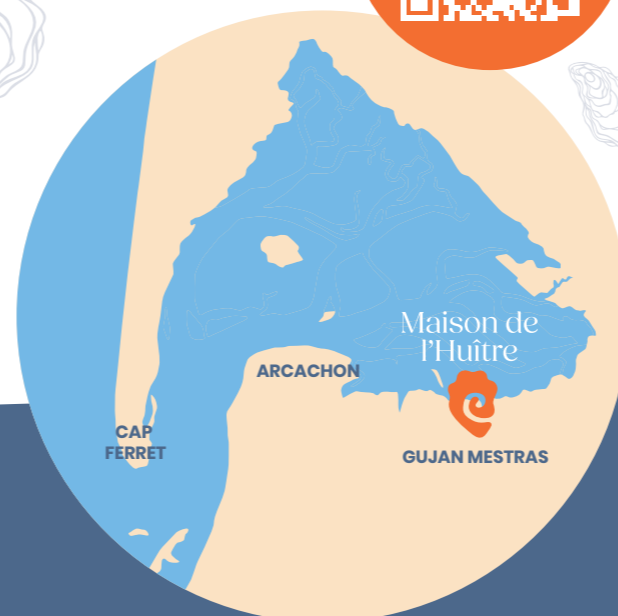 Maison de
l'Huître
ARCACHON
CAP
FERRET
GUJAN MESTRAS